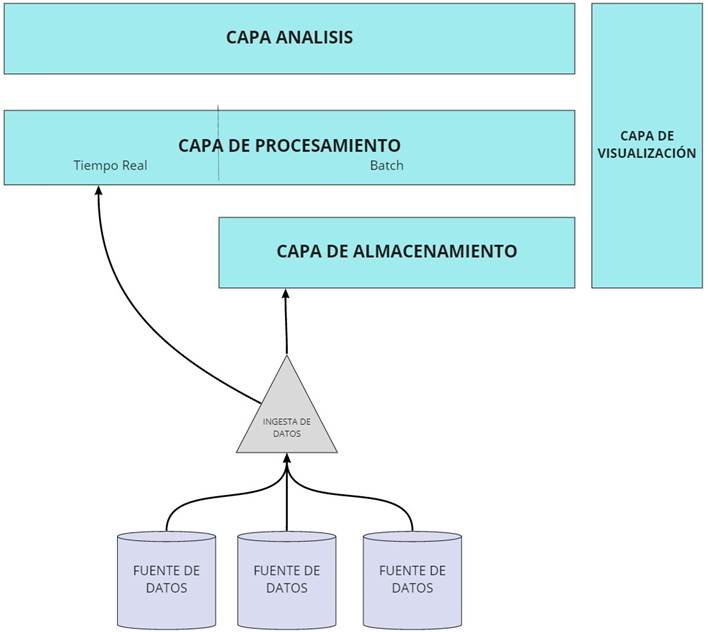 CAPA ANALISIS
CAPA DE
VISUALIZACIÓN
CAPA DE PROCESAMIENTO
Tiempo Real
Batch
CAPA DE ALMACENAMIENTO
INGESTA DE
DATOS
FUENTE DE
DATOS
FUENTE DE
DATOS
FUENTE DE
DATOS